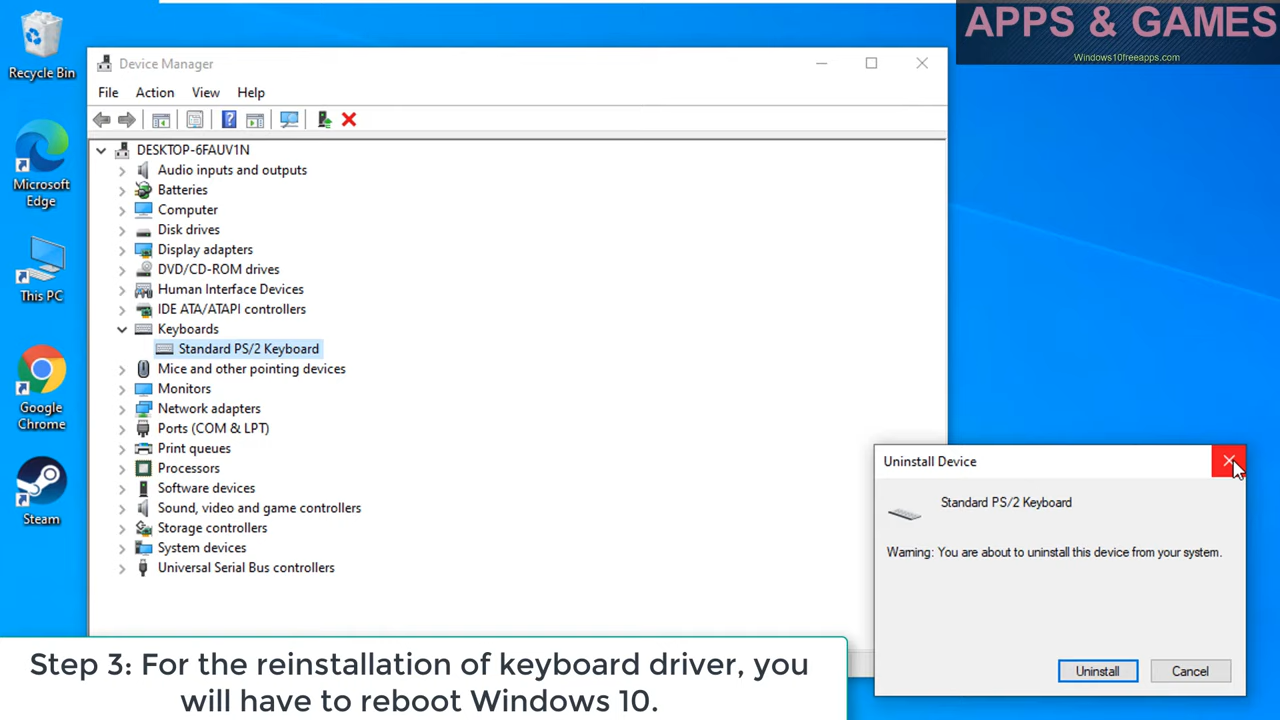 APPS & GAMES
Windows10freeapps.com
Recycle Bin
Microsoft
Edge
This PC
Google
Chrome
Steam
Device Manager
File Action View Help
DESKTOP-6FAUV1N
Audio inputs and outputs
Batteries
Computer
Disk drives
Display adapters
DVD/CD-ROM drives
Human Interface Devices
IDE ATA/ATAPI controllers
Keyboards
Standard PS/2 Keyboard
Mice and other pointing devices
Monitors
Network adapters
Ports (COM & LPT)
Print queues
Processors
Software devices
Sound, video and game controllers
Storage controllers
System devices
Universal Serial Bus controllers
Uninstall Device
Standard PS/2 Keyboard
Warning: You are about to uninstall this device from your system.
Uninstall Cancel
Step 3: For the reinstallation of keyboard driver, you
will have to reboot Windows 10.